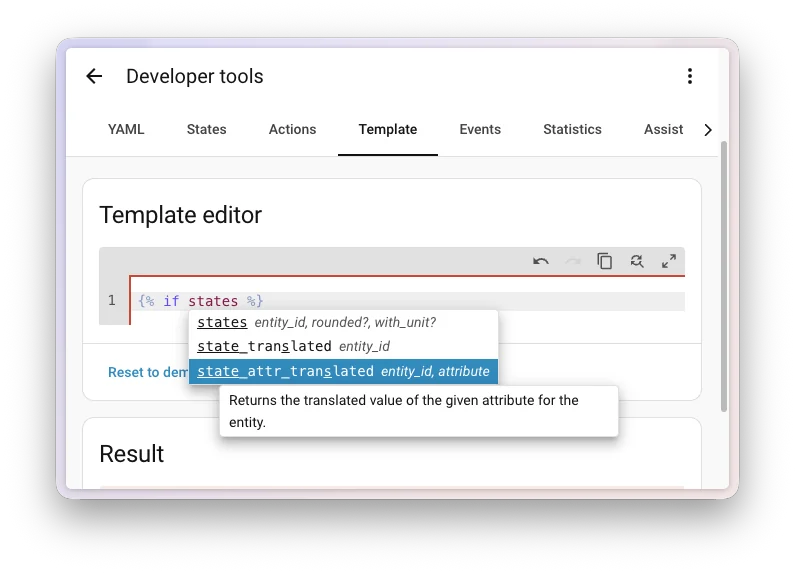 Developer tools
YAML States Actions Template Events Statistics Assist
Template editor
1 {% if states %}
states entity_id, rounded?, with_unit?
state_translated entity_id
Reset to dem
state_attr_translated entity_id, attribute
Returns the translated value of the given attribute for the
entity.
Result